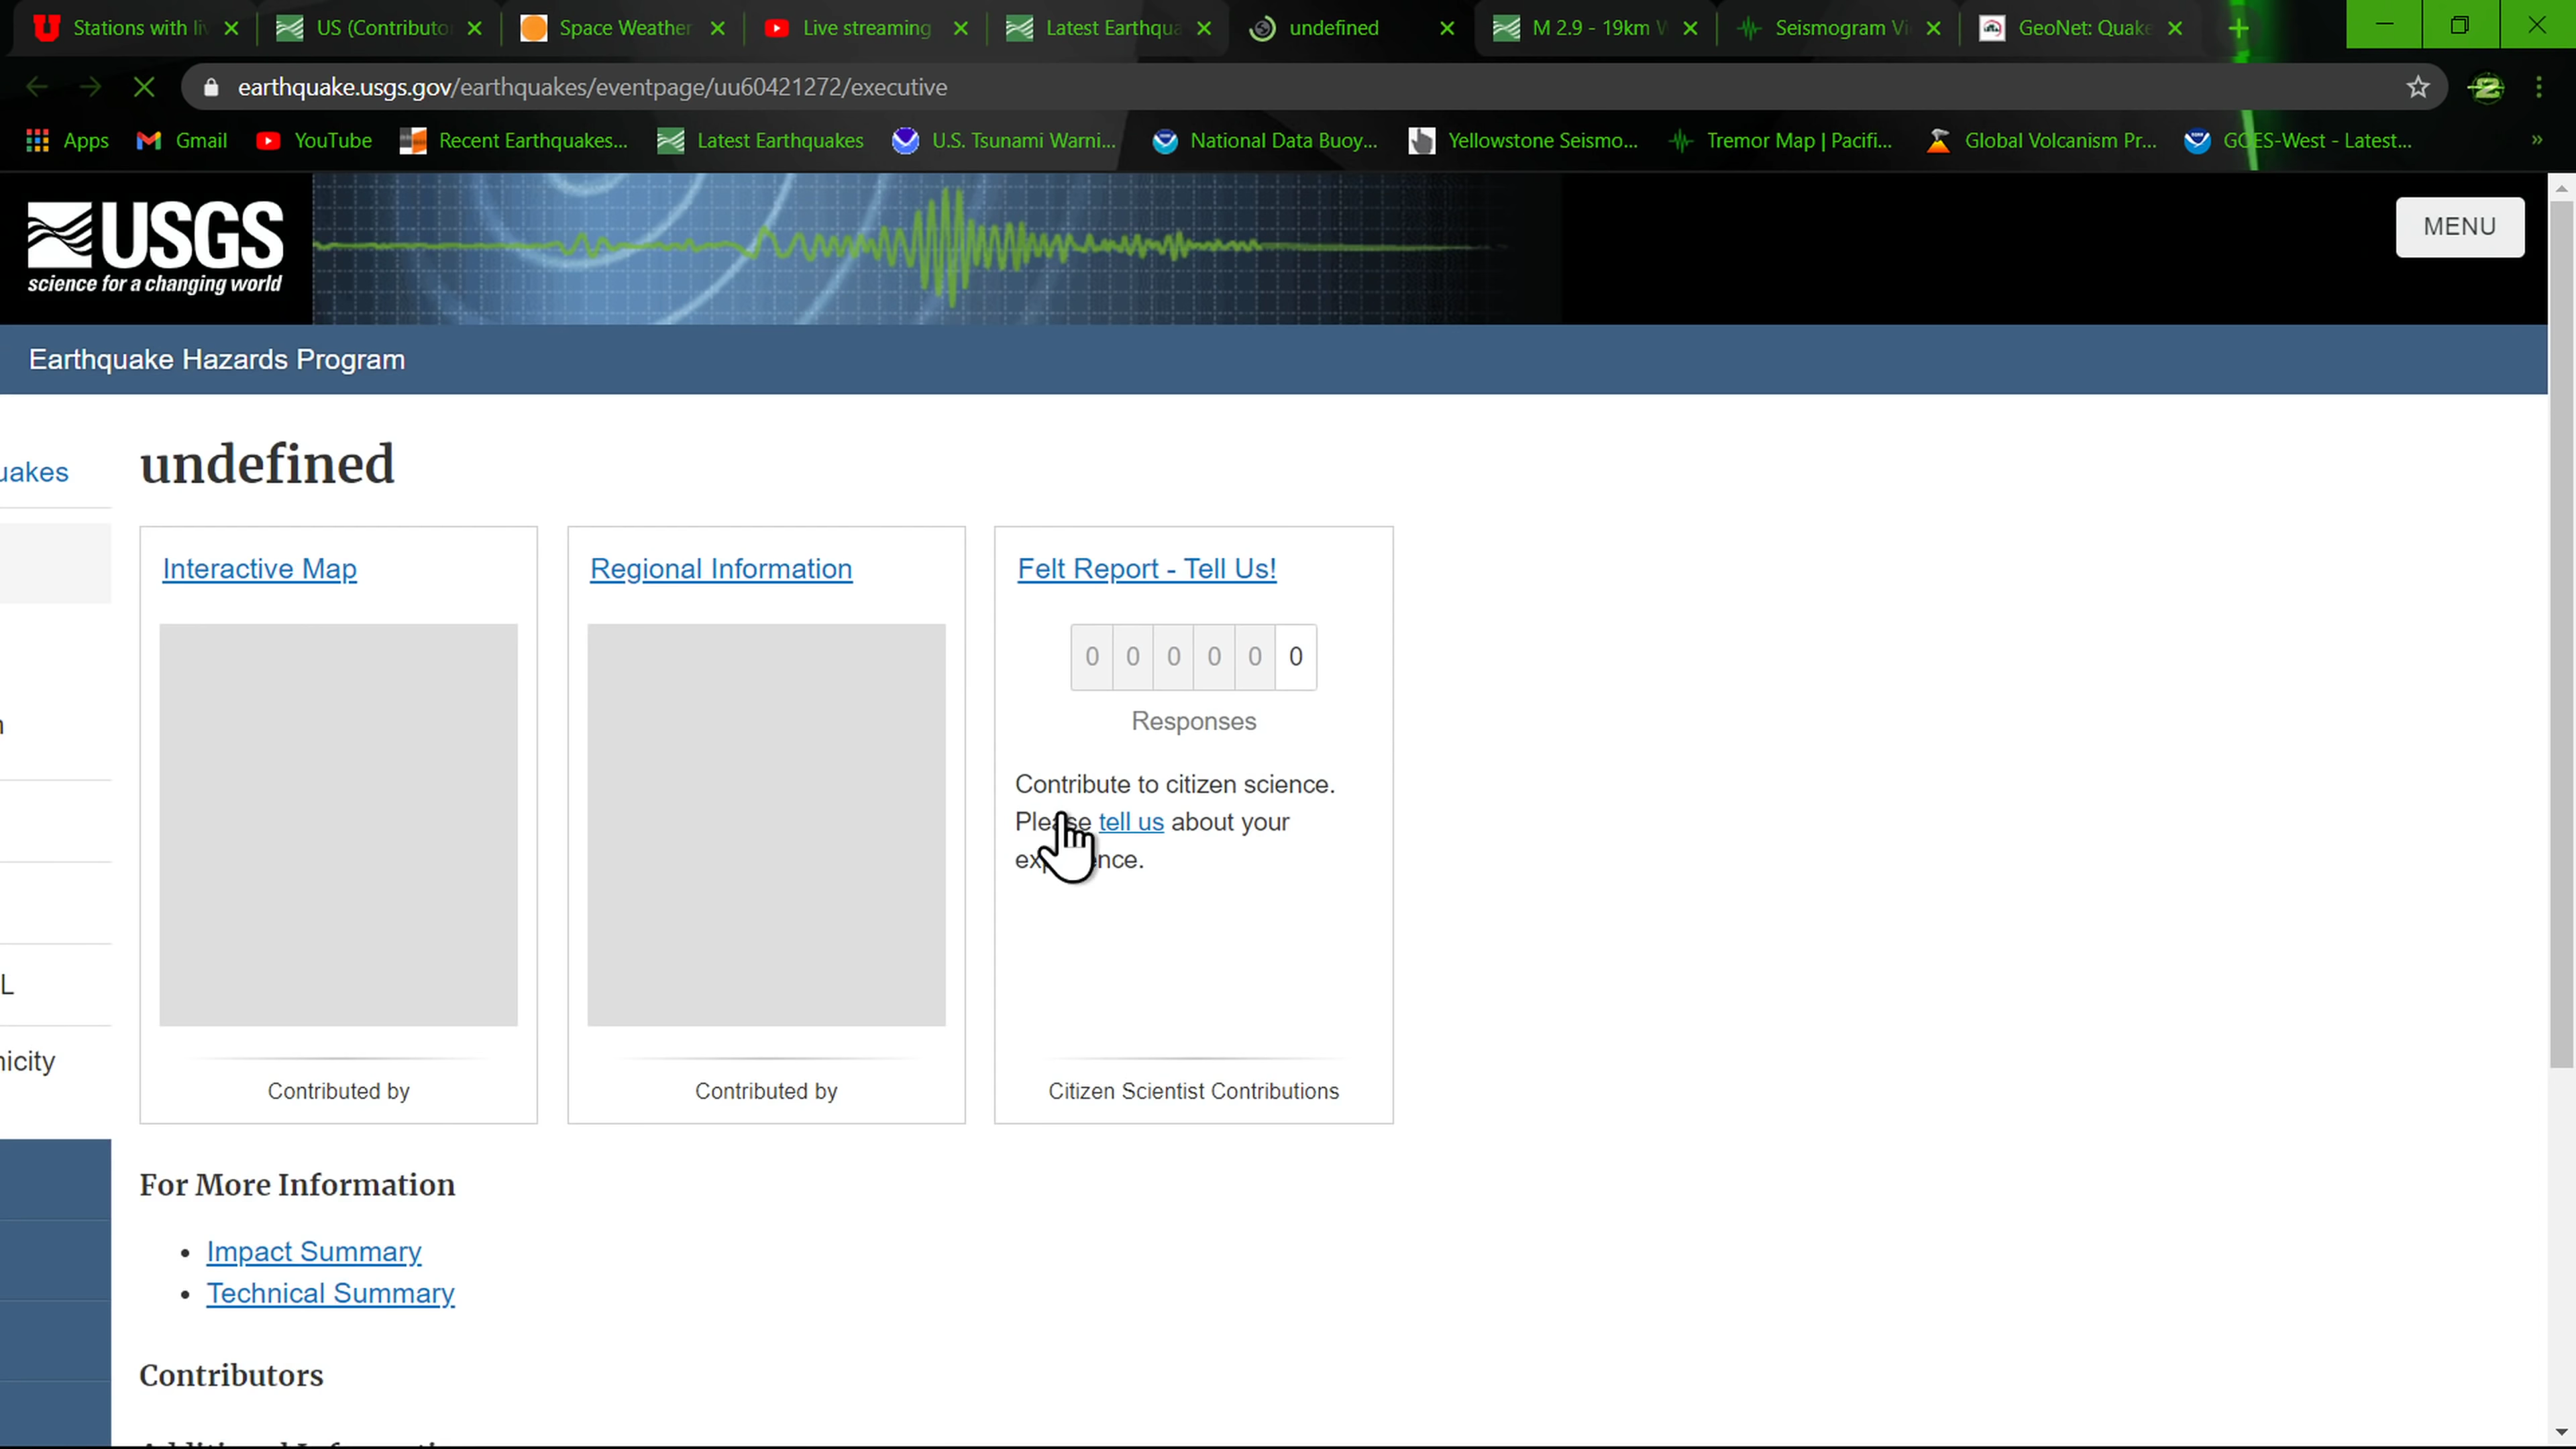 Stations with li
US (Contributo
Space Weather
Live streaming
Latest Earthqua
undefined
M 2.9 - 19km W
Seismogram Vi
GeoNet: Quake
earthquake.usgs.gov/earthquakes/eventpage/uu60421272/executive
Apps
Gmail
YouTube
Recent Earthquakes...
Latest Earthquakes
U.S. Tsunami Warni...
National Data Buoy...
Yellowstone Seismo...
Tremor Map | Pacifi...
Global Volcanism Pr...
GOES-West - Latest...
»
USGS
science for a changing world
MENU
Earthquake Hazards Program
uakes
undefined
Interactive Map
Regional Information
Felt Report - Tell Us!
0 0 0 0 0 0
Responses
Contribute to citizen science.
Please tell us about your
n
L
nicity
Contributed by
Contributed by
Citizen Scientist Contributions
For More Information
• Impact Summary
• Technical Summary
Contributors